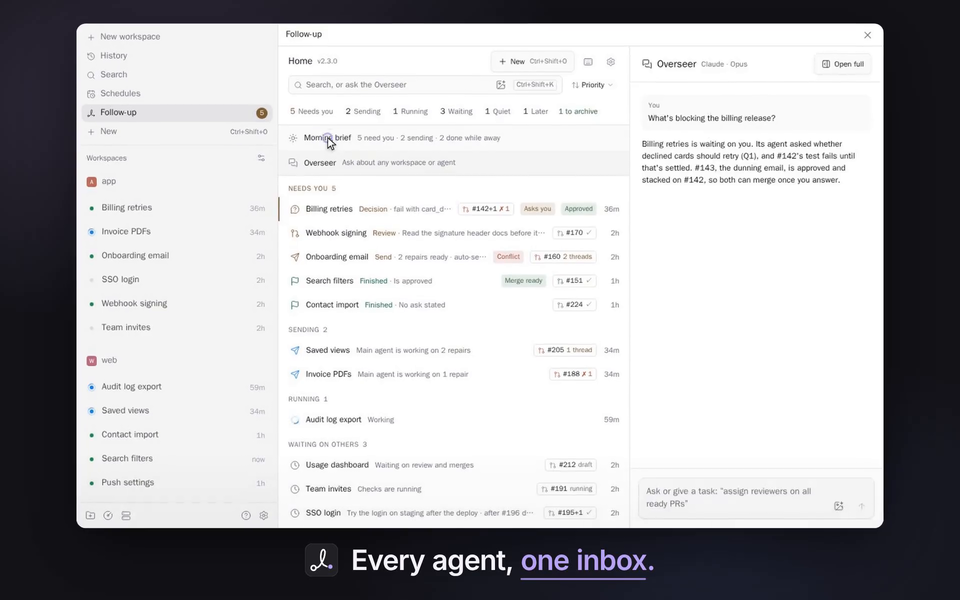 New workspace
History
Search
Schedules
Follow-up 5
New Ctrl+Shift+O
Workspaces
A app
Billing retries 36m
Invoice PDFs 34m
Onboarding email 2h
SSO login 2h
Webhook signing 2h
Team invites 2h
W web
Audit log export 59m
Saved views 34m
Contact import 1h
Search filters now
Push settings 1h
Follow-up
Home v2.3.0
New Ctrl+Shift+O
Search, or ask the Overseer Ctrl+Shift+K Priority
5 Needs you 2 Sending 1 Running 3 Waiting 1 Quiet 1 Later 1 to archive
Morning brief 5 need you · 2 sending · 2 done while away
Overseer Ask about any workspace or agent
NEEDS YOU 5
Billing retries Decision · fail with card_d… #142+1 ✗ 1 Asks you Approved 36m
Webhook signing Review · Read the signature header docs before it… #170 ✓ 2h
Onboarding email Send · 2 repairs ready · auto-se… Conflict #160 2 threads 2h
Search filters Finished · Is approved Merge ready #151 ✓ 1h
Contact import Finished · No ask stated #224 ✓ 1h
SENDING 2
Saved views Main agent is working on 2 repairs #205 1 thread 34m
Invoice PDFs Main agent is working on 1 repair #188 ✗ 1 34m
RUNNING 1
Audit log export Working 59m
WAITING ON OTHERS 3
Usage dashboard Waiting on review and merges #212 draft 2h
Team invites Checks are running #191 running 2h
SSO login Try the login on staging after the deploy · after #196 d… #195+1 ✓ 2h
Overseer Claude · Opus Open full
You
What's blocking the billing release?
Billing retries is waiting on you. Its agent asked whether
declined cards should retry (Q1), and #142's test fails until
that's settled. #143, the dunning email, is approved and
stacked on #142, so both can merge once you answer.
Ask or give a task: "assign reviewers on all
ready PRs"
Every agent, one inbox.